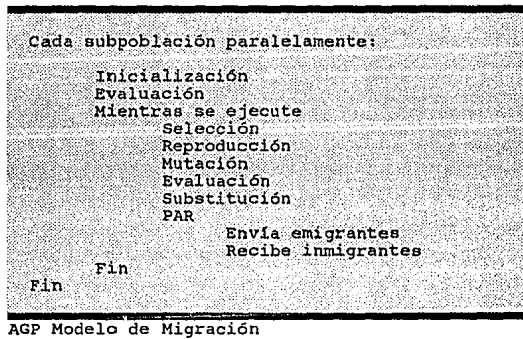 Cada subpoblación paralelamente:
Inicialización
Evaluación
Mientras se ejecute
Selección
Reproducción
Mutación
Evaluación
Substitución
PAR
Envía emigrantes
Recibe inmigrantes
Fin
Fin
AGP Modelo de Migración